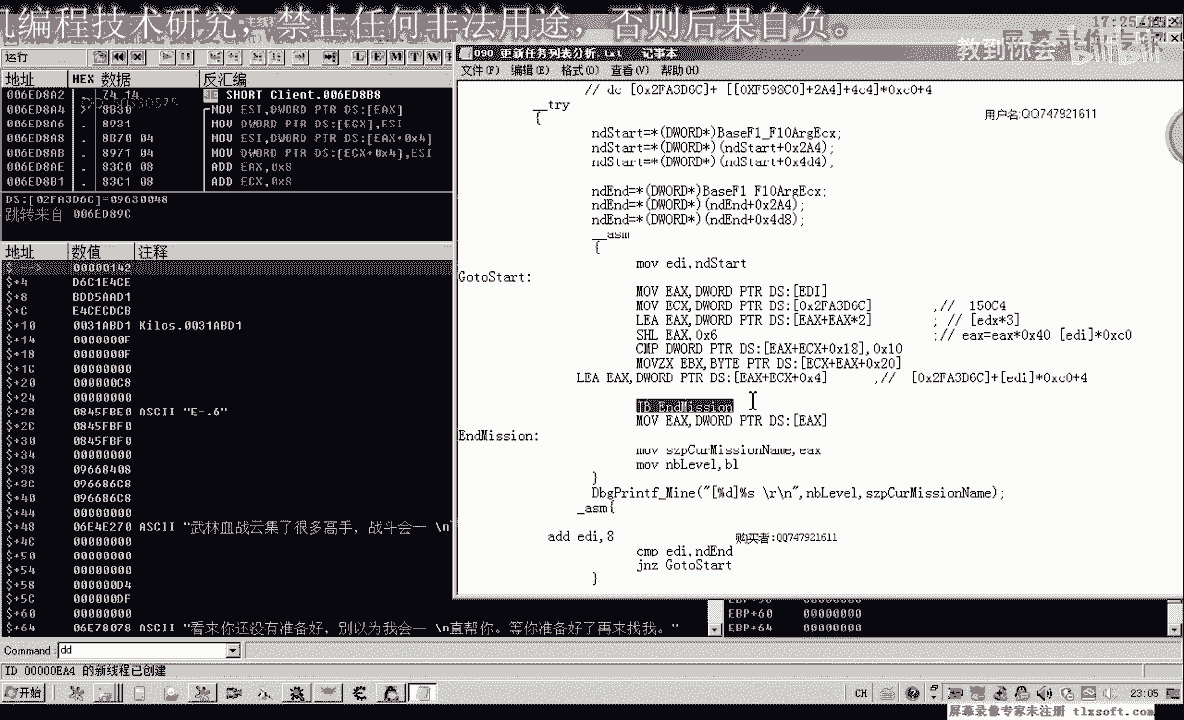 机编程技术研究，禁止任何非法用途，否则后果自负。
090 更新任务列表分析.txt - 记事本
教到你会
运行
L E M T W
文件(F) 编辑(E) 格式(O) 查看(V) 帮助(H)
地址 HEX 数据 反汇编
006ED8A2 74 14 JE SHORT Client.006ED8B8
006ED8A4 8B30 MOV ESI,DWORD PTR DS:[EAX]
006ED8A6 8931 MOV DWORD PTR DS:[ECX],ESI
006ED8A8 8B70 04 MOV ESI,DWORD PTR DS:[EAX+0x4]
006ED8AB 8971 04 MOV DWORD PTR DS:[ECX+0x4],ESI
006ED8AE 83C0 08 ADD EAX,0x8
006ED8B1 83C1 08 ADD ECX,0x8
DS:[02FA3D6C]=09630048
跳转来自 006ED89C
地址 数值 注释
$ ==> 00000142
$+4 D6C1E4CE
$+8 BDD5AAD1
$+C E4CECDCB
$+10 0031ABD1 Kilos.0031ABD1
$+14 0000000F
$+18 0000000F
$+1C 00000000
$+20 000000C8
$+24 00000000
$+28 0845FBE0 ASCII "E-.6"
$+2C 0845FBF0
$+30 0845FBF0
$+34 00000000
$+38 09668408
$+3C 096686C8
$+40 096686C8
$+44 00000000
$+48 06E4E270 ASCII "武林血战云集了很多高手，战斗会一 \n
$+4C 00000000
$+50 00000000
$+54 00000000
$+58 000000D4
$+5C 000000DF
$+60 00000000
$+64 06E78078 ASCII "看来你还没有准备好，别以为我会一 \n直帮你。等你准备好了再来找我。"
// dc [0x2FA3D6C]+ [[[0XF598C0]+2A4]+4c4]*0xc0+4
用户名:QQ747921611
__try
{
ndStart=*(DWORD*)BaseF1_F10ArgEcx;
ndStart=*(DWORD*)(ndStart+0x2A4);
ndStart=*(DWORD*)(ndStart+0x4d4);
ndEnd=*(DWORD*)BaseF1_F10ArgEcx;
ndEnd=*(DWORD*)(ndEnd+0x2A4);
ndEnd=*(DWORD*)(ndEnd+0x4d8);
__asm
{
mov edi,ndStart
GotoStart:
MOV EAX,DWORD PTR DS:[EDI]
MOV ECX,DWORD PTR DS:[0x2FA3D6C] ;// 150C4
LEA EAX,DWORD PTR DS:[EAX+EAX*2] ; // [edx*3]
SHL EAX,0x6 ;// eax=eax*0x40 [edi]*0xc0
CMP DWORD PTR DS:[EAX+ECX+0x18],0x10
MOVZX EBX,BYTE PTR DS:[ECX+EAX+0x20]
LEA EAX,DWORD PTR DS:[EAX+ECX+0x4] ;// [0x2FA3D6C]+[edi]*0xc0+4
JB EndMission
MOV EAX,DWORD PTR DS:[EAX]
EndMission:
mov szpCurMissionName,eax
mov nbLevel,bl
}
DbgPrintf_Mine("[%d]%s \r\n",nbLevel,szpCurMissionName);
_asm{
add edi,8
购买者:QQ747921611
cmp edi,ndEnd
jnz GotoStart
}
EBP+60 00000000
EBP+64 00000000
Command: dd
ID 00000EA4 的新线程已创建
开始
CH
23:05
屏幕录像专家未注册 tlxsoft.com